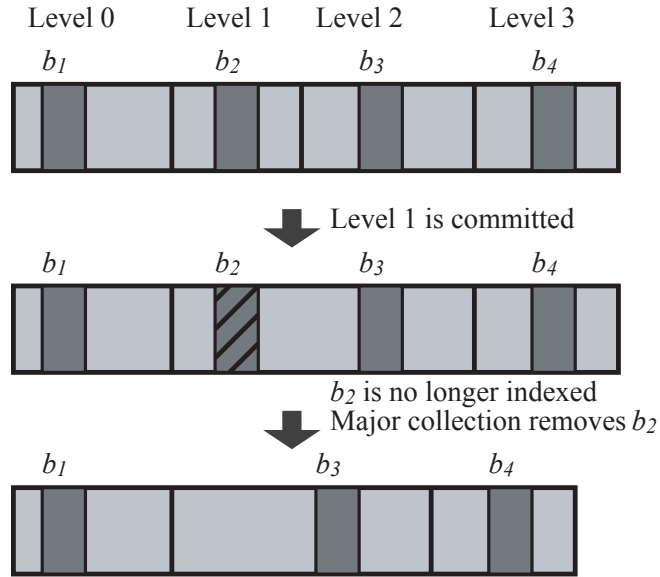 Level 0 Level 1 Level 2 Level 3
b1 b2 b3 b4
Level 1 is committed
b1 b2 b3 b4
b2 is no longer indexed
Major collection removes b2
b1 b3 b4